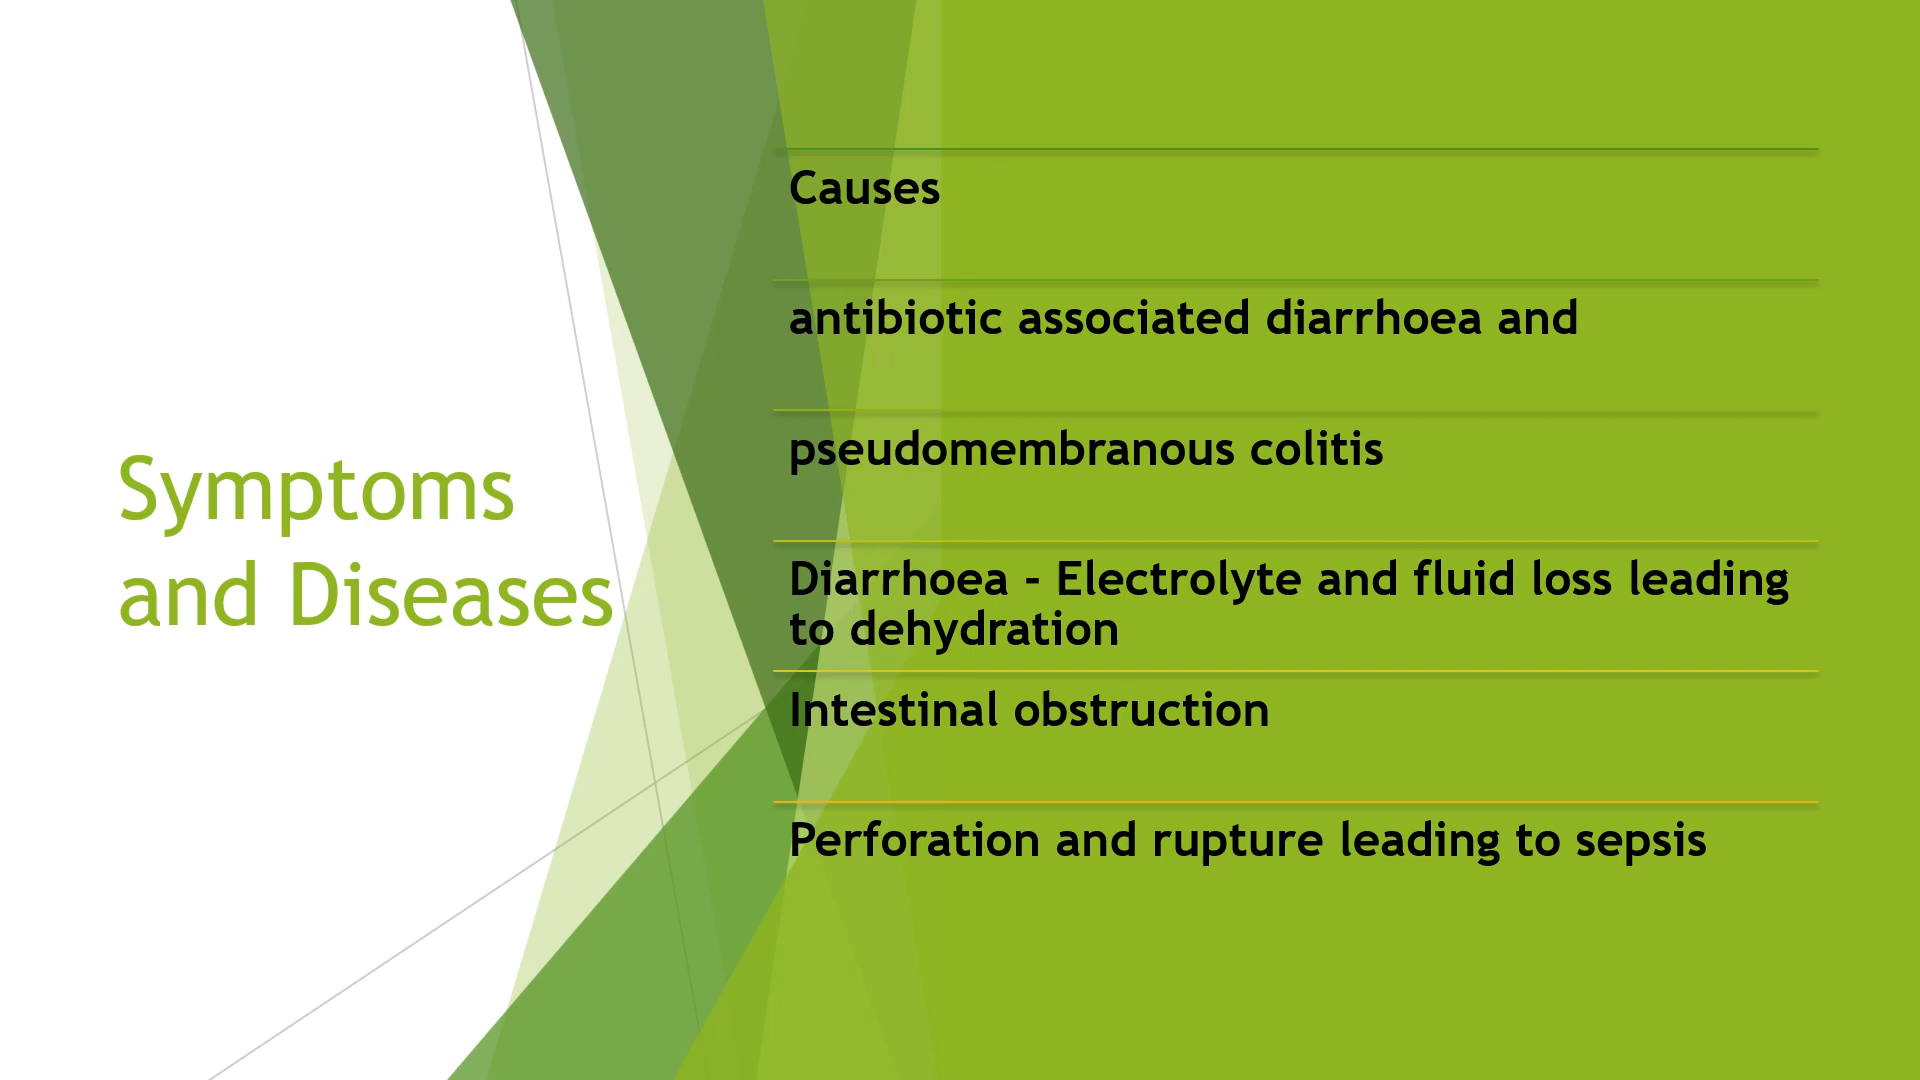 Symptoms
and Diseases
Causes
antibiotic associated diarrhoea and
pseudomembranous colitis
Diarrhoea - Electrolyte and fluid loss leading
to dehydration
Intestinal obstruction
Perforation and rupture leading to sepsis